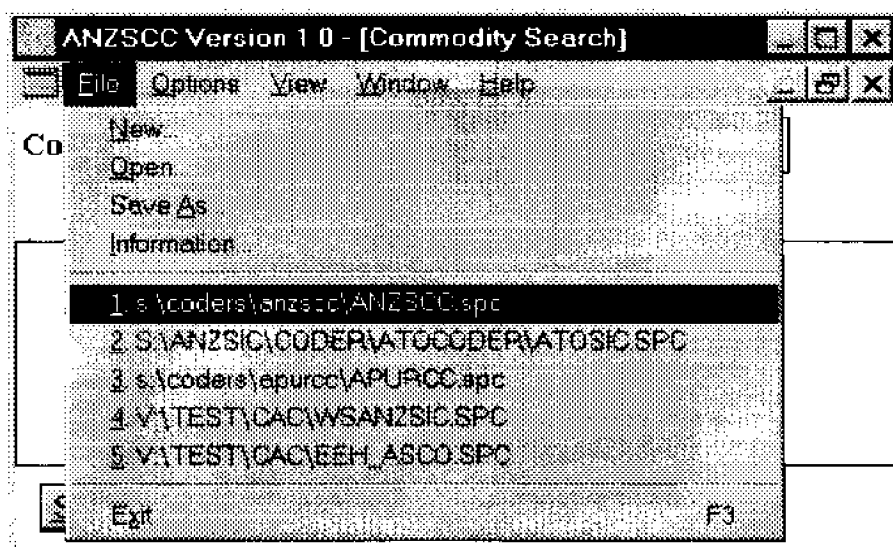 ANZSCC Version 1 0 - [Commodity Search]
File Options View Window Help
Co
New...
Open
Save As
Information...
1. s:\coders\anzscc\ANZSCC.spc
2 S:\ANZSIC\CODER\ATOCODER\ATOSIC.SPC
3 s:\coders\apurcc\APURCC.spc
4 V:\TEST\CAC\WSANZSIC.SPC
5 V:\TEST\CAC\EEH_ASCO.SPC
Exit F3